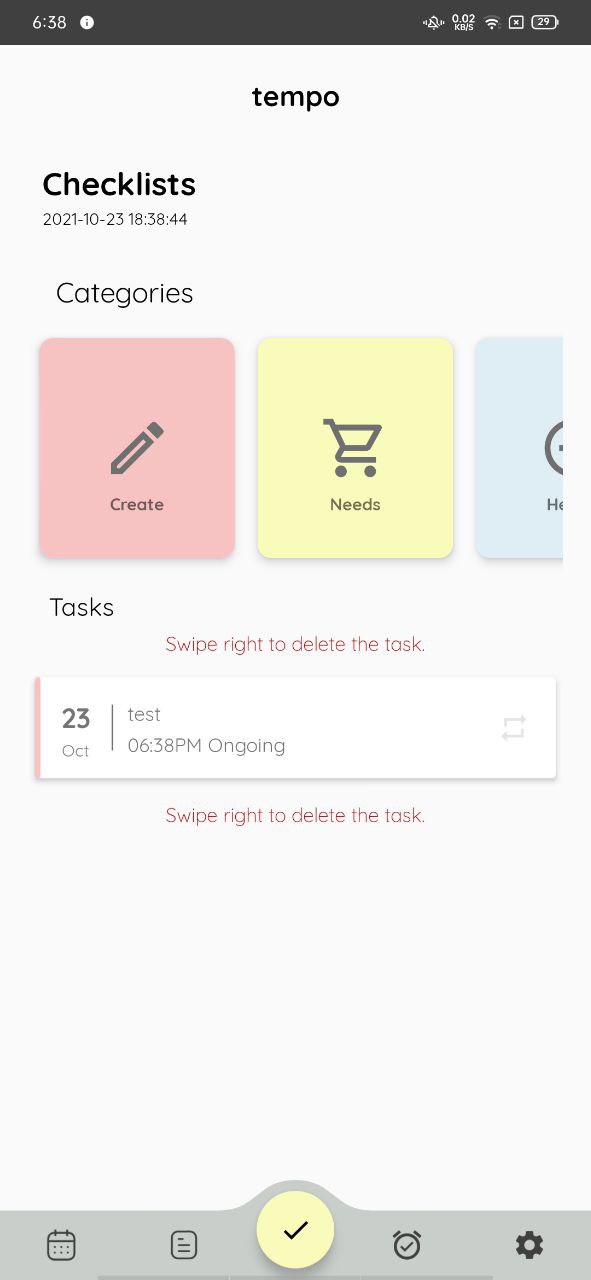 6:38
0.02
KB/S
29
tempo
Checklists
2021-10-23 18:38:44
Categories
Create
Needs
He
Tasks
Swipe right to delete the task.
23
Oct
test
06:38PM Ongoing
Swipe right to delete the task.